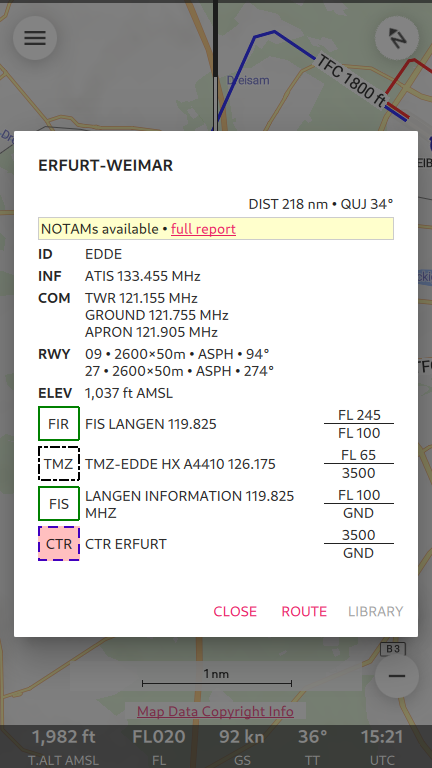 Dreisam
TFC 1800 ft
ERFURT-WEIMAR
DIST 218 nm • QUJ 34°
NOTAMs available • full report
ID EDDE
INF ATIS 133.455 MHz
COM TWR 121.155 MHz
GROUND 121.755 MHz
APRON 121.905 MHz
RWY 09 • 2600×50m • ASPH • 94°
27 • 2600×50m • ASPH • 274°
ELEV 1,037 ft AMSL
FIR FIS LANGEN 119.825 FL 245
FL 100
TMZ TMZ-EDDE HX A4410 126.175 FL 65
3500
FIS LANGEN INFORMATION 119.825 FL 100
MHZ GND
CTR CTR ERFURT 3500
GND
CLOSE ROUTE LIBRARY
B3
1 nm
Map Data Copyright Info
1,982 ft FL020 92 kn 36° 15:21
T.ALT AMSL FL GS TT UTC